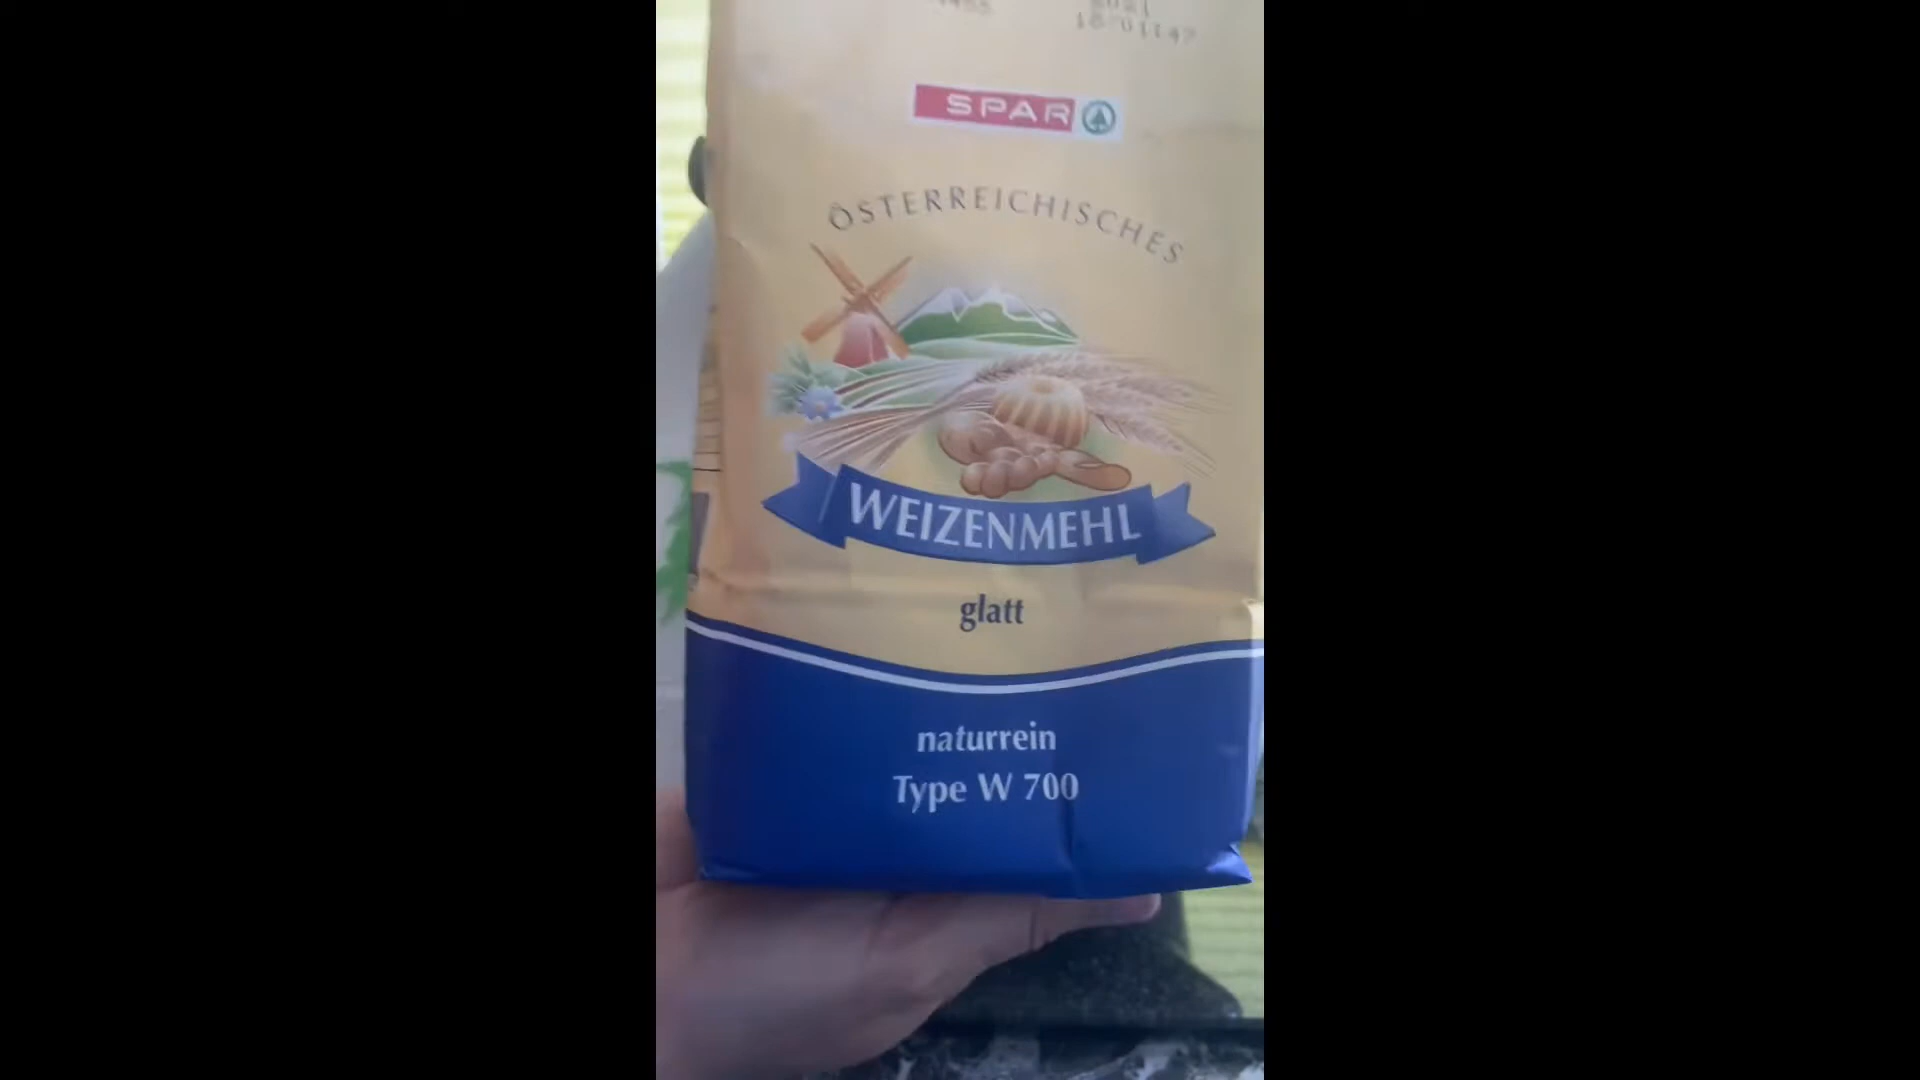 SPAR
ÖSTERREICHISCHES
WEIZENMEHL
glatt
naturrein
Type W 700